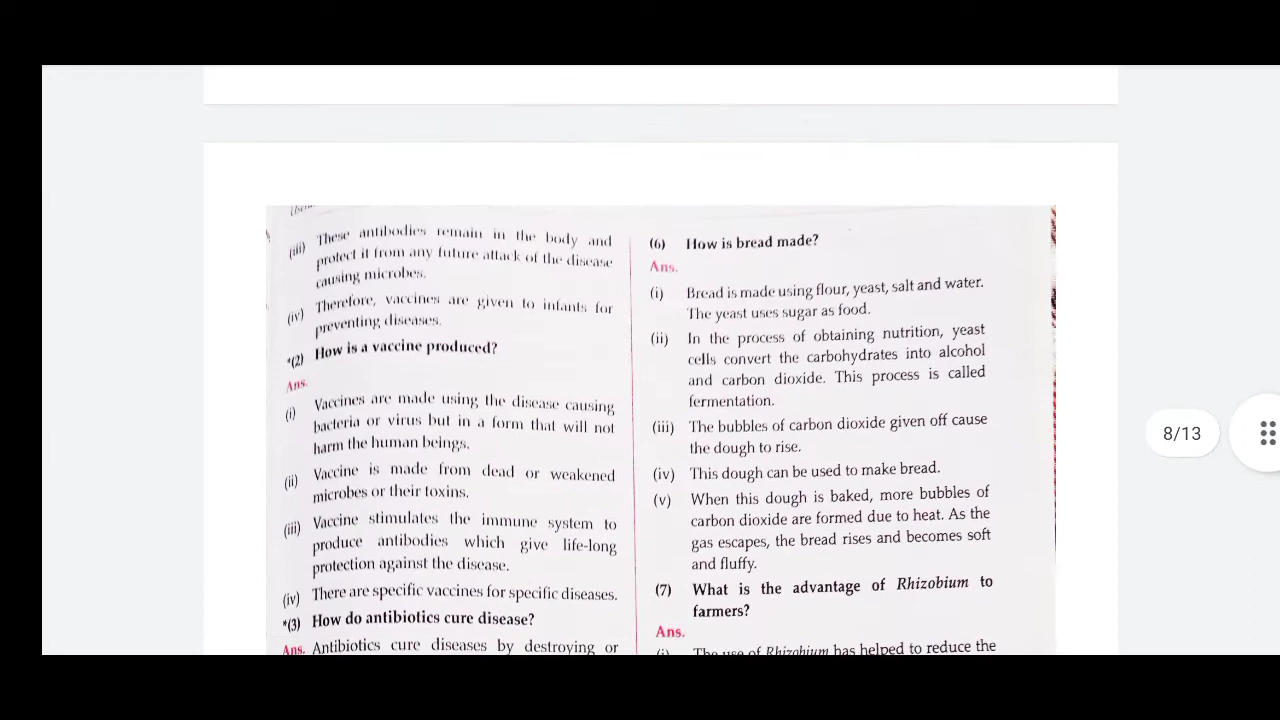 (iii) These antibodies remain in the body and
protect it from any future attack of the disease
causing microbes.
(iv) Therefore, vaccines are given to infants for
preventing diseases.
*(2) How is a vaccine produced?
Ans.
(i) Vaccines are made using the disease causing
bacteria or virus but in a form that will not
harm the human beings.
(ii) Vaccine is made from dead or weakened
microbes or their toxins.
(iii) Vaccine stimulates the immune system to
produce antibodies which give life-long
protection against the disease.
(iv) There are specific vaccines for specific diseases.
*(3) How do antibiotics cure disease?
Ans. Antibiotics cure diseases by destroying or
(6) How is bread made?
Ans.
(i) Bread is made using flour, yeast, salt and water.
The yeast uses sugar as food.
(ii) In the process of obtaining nutrition, yeast
cells convert the carbohydrates into alcohol
and carbon dioxide. This process is called
fermentation.
(iii) The bubbles of carbon dioxide given off cause
the dough to rise.
(iv) This dough can be used to make bread.
(v) When this dough is baked, more bubbles of
carbon dioxide are formed due to heat. As the
gas escapes, the bread rises and becomes soft
and fluffy.
(7) What is the advantage of Rhizobium to
farmers?
Ans.
(i) The use of Rhizobium has helped to reduce the
8/13